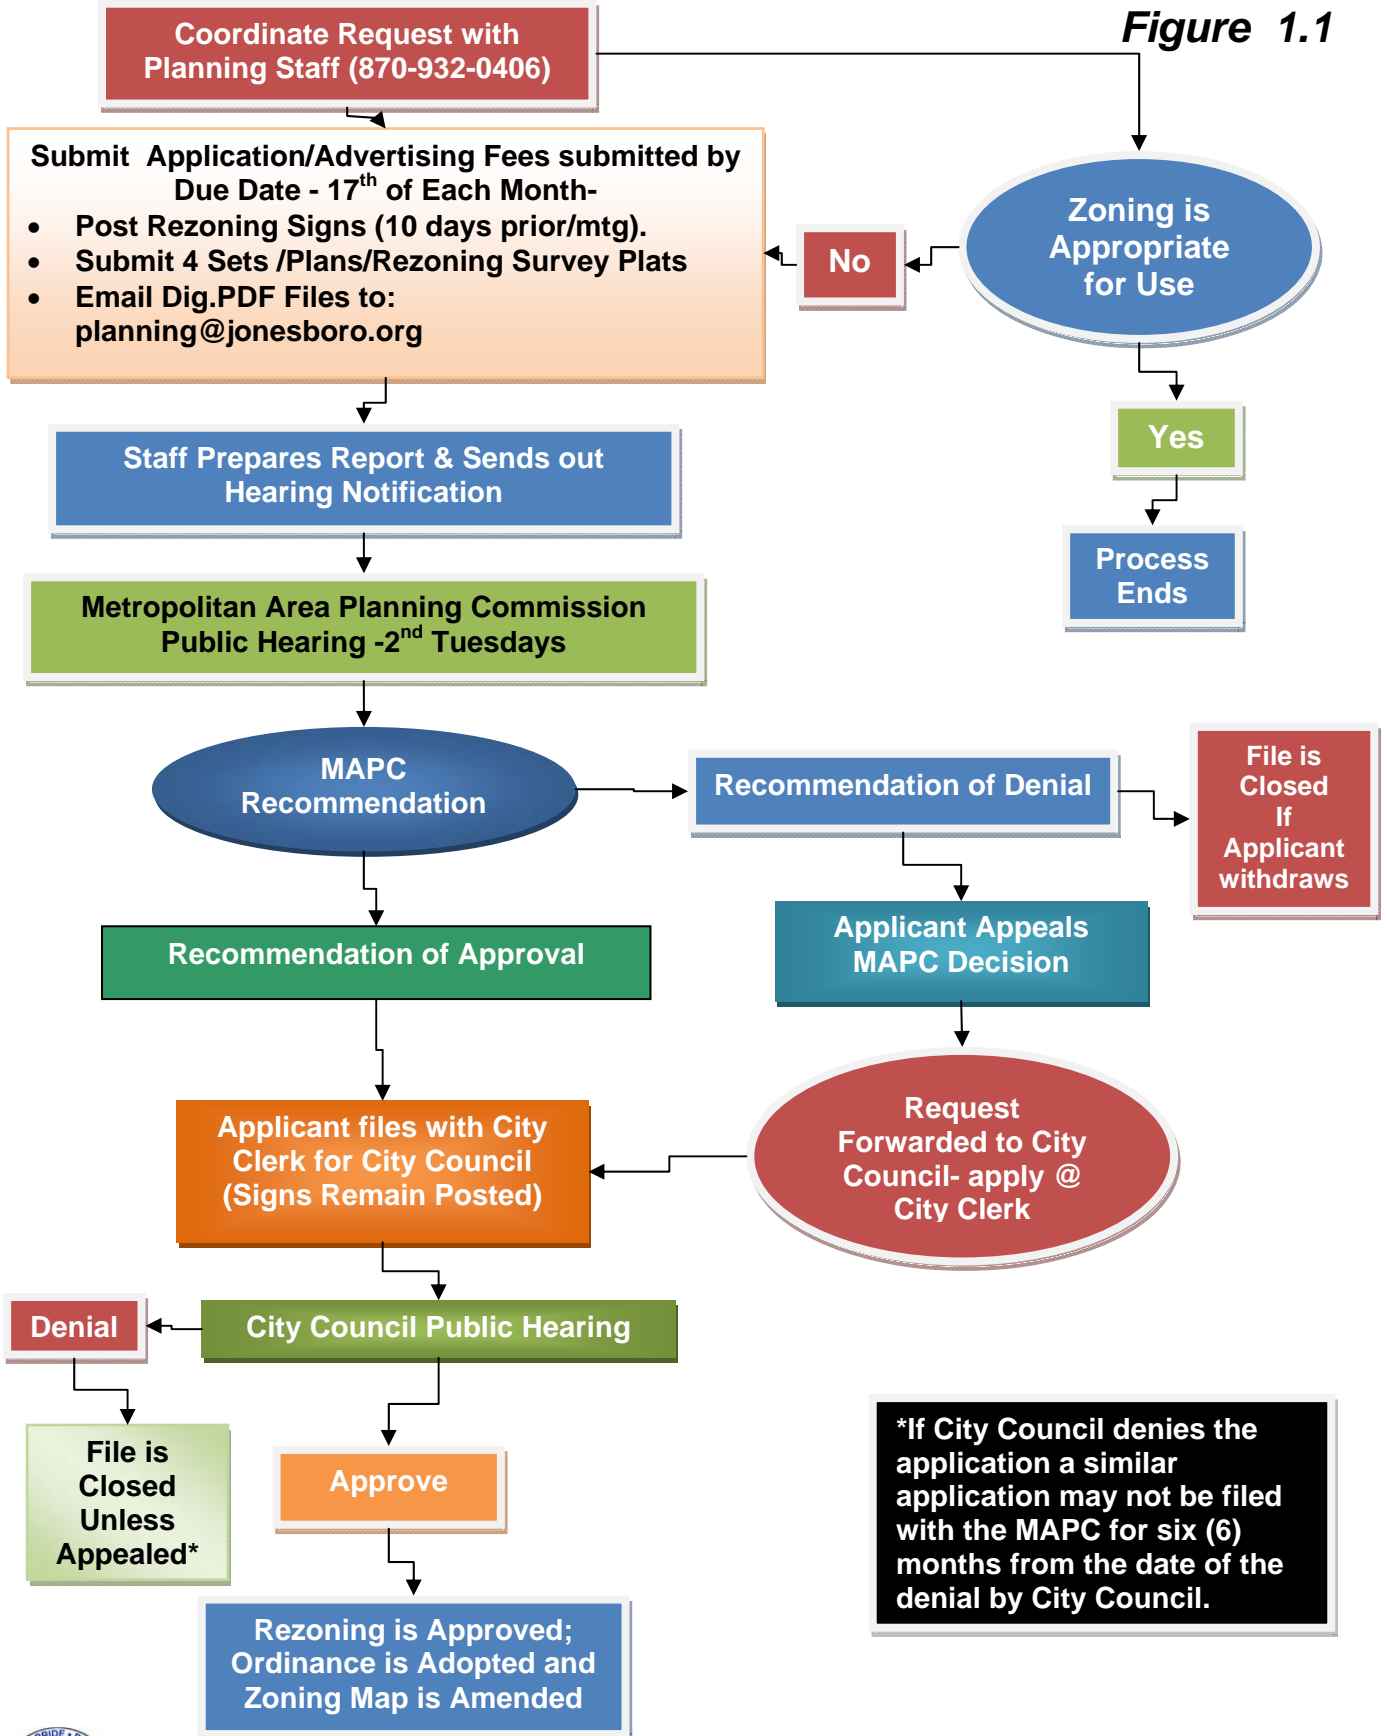 Figure 1.1
Coordinate Request with
Planning Staff (870-932-0406)
Submit Application/Advertising Fees submitted by
Due Date - 17th of Each Month-
• Post Rezoning Signs (10 days prior/mtg).
• Submit 4 Sets /Plans/Rezoning Survey Plats
• Email Dig.PDF Files to:
planning@jonesboro.org
No
Zoning is
Appropriate
for Use
Yes
Process
Ends
Staff Prepares Report & Sends out
Hearing Notification
Metropolitan Area Planning Commission
Public Hearing -2nd Tuesdays
MAPC
Recommendation
Recommendation of Denial
File is
Closed
If
Applicant
withdraws
Recommendation of Approval
Applicant Appeals
MAPC Decision
Applicant files with City
Clerk for City Council
(Signs Remain Posted)
Request
Forwarded to City
Council- apply @
City Clerk
Denial
City Council Public Hearing
File is
Closed
Unless
Appealed*
Approve
*If City Council denies the
application a similar
application may not be filed
with the MAPC for six (6)
months from the date of the
denial by City Council.
Rezoning is Approved;
Ordinance is Adopted and
Zoning Map is Amended
PRIDE